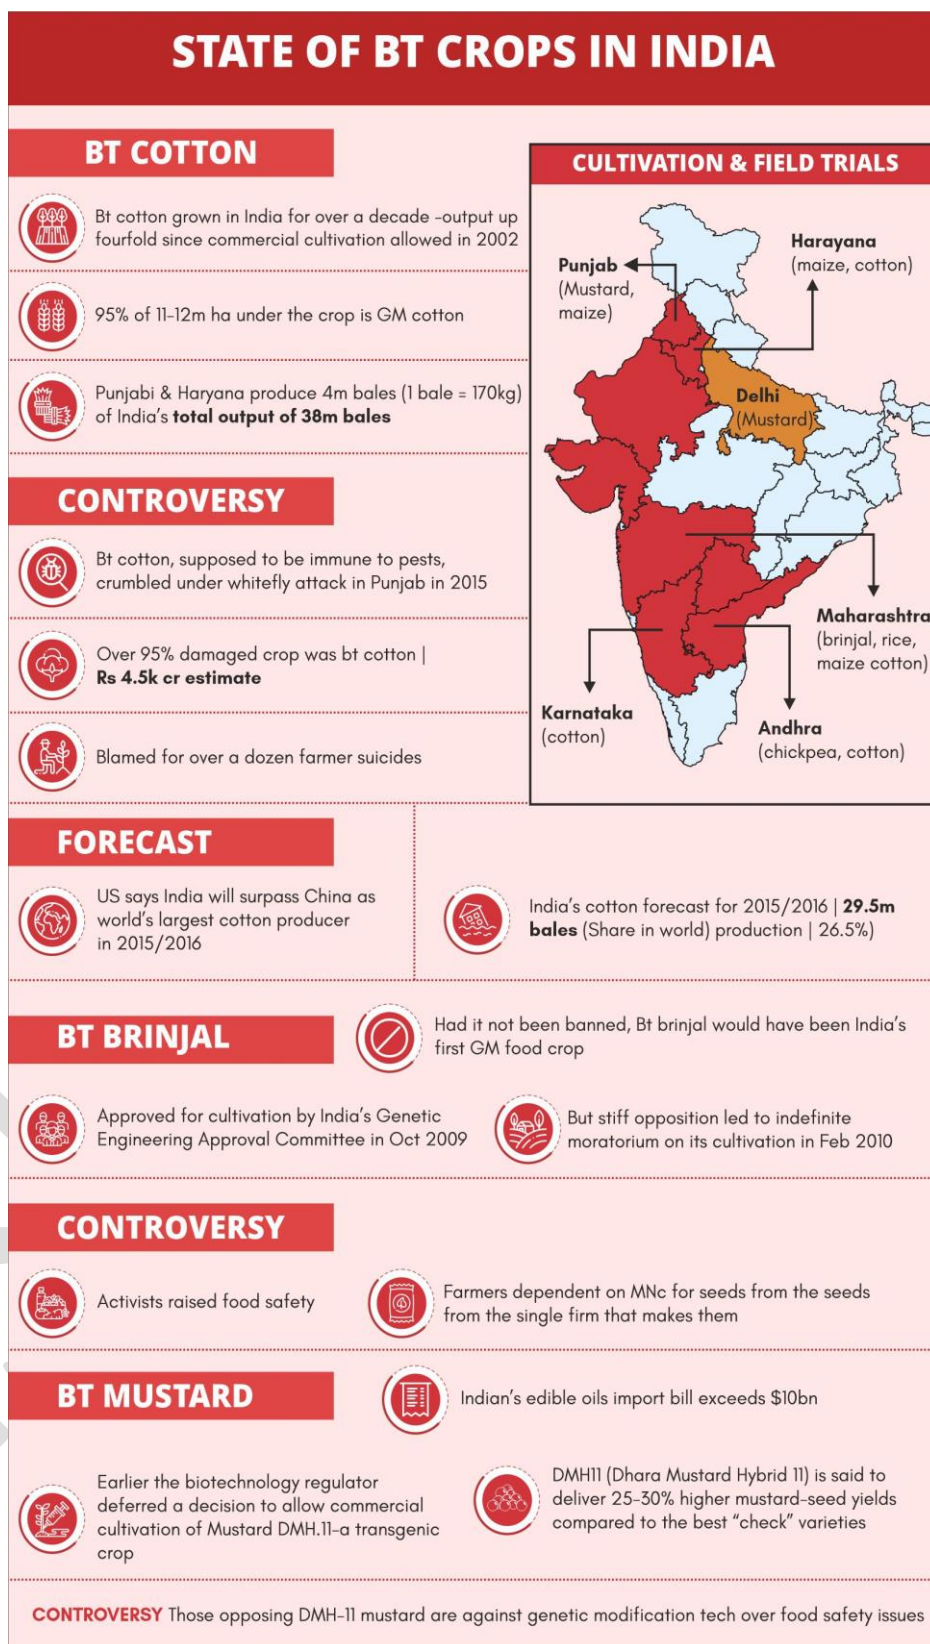 STATE OF BT CROPS IN INDIA
BT COTTON
Bt cotton grown in India for over a decade -output up
fourfold since commercial cultivation allowed in 2002
95% of 11-12m ha under the crop is GM cotton
Punjabi & Haryana produce 4m bales (1 bale = 170kg)
of India's total output of 38m bales
CULTIVATION & FIELD TRIALS
Punjab
(Mustard,
maize)
Harayana
(maize, cotton)
Delhi
(Mustard)
Maharashtra
(brinjal, rice,
maize cotton)
Karnataka
(cotton)
Andhra
(chickpea, cotton)
CONTROVERSY
Bt cotton, supposed to be immune to pests,
crumbled under whitefly attack in Punjab in 2015
Over 95% damaged crop was bt cotton |
Rs 4.5k cr estimate
Blamed for over a dozen farmer suicides
FORECAST
US says India will surpass China as
world's largest cotton producer
in 2015/2016
India's cotton forecast for 2015/2016 | 29.5m
bales (Share in world) production | 26.5%)
BT BRINJAL
Had it not been banned, Bt brinjal would have been India's
first GM food crop
Approved for cultivation by India's Genetic
Engineering Approval Committee in Oct 2009
But stiff opposition led to indefinite
moratorium on its cultivation in Feb 2010
CONTROVERSY
Activists raised food safety
Farmers dependent on MNc for seeds from the seeds
from the single firm that makes them
BT MUSTARD
Indian's edible oils import bill exceeds $10bn
Earlier the biotechnology regulator
deferred a decision to allow commercial
cultivation of Mustard DMH.11-a transgenic
crop
DMH11 (Dhara Mustard Hybrid 11) is said to
deliver 25-30% higher mustard-seed yields
compared to the best "check" varieties
CONTROVERSY Those opposing DMH-11 mustard are against genetic modification tech over food safety issues